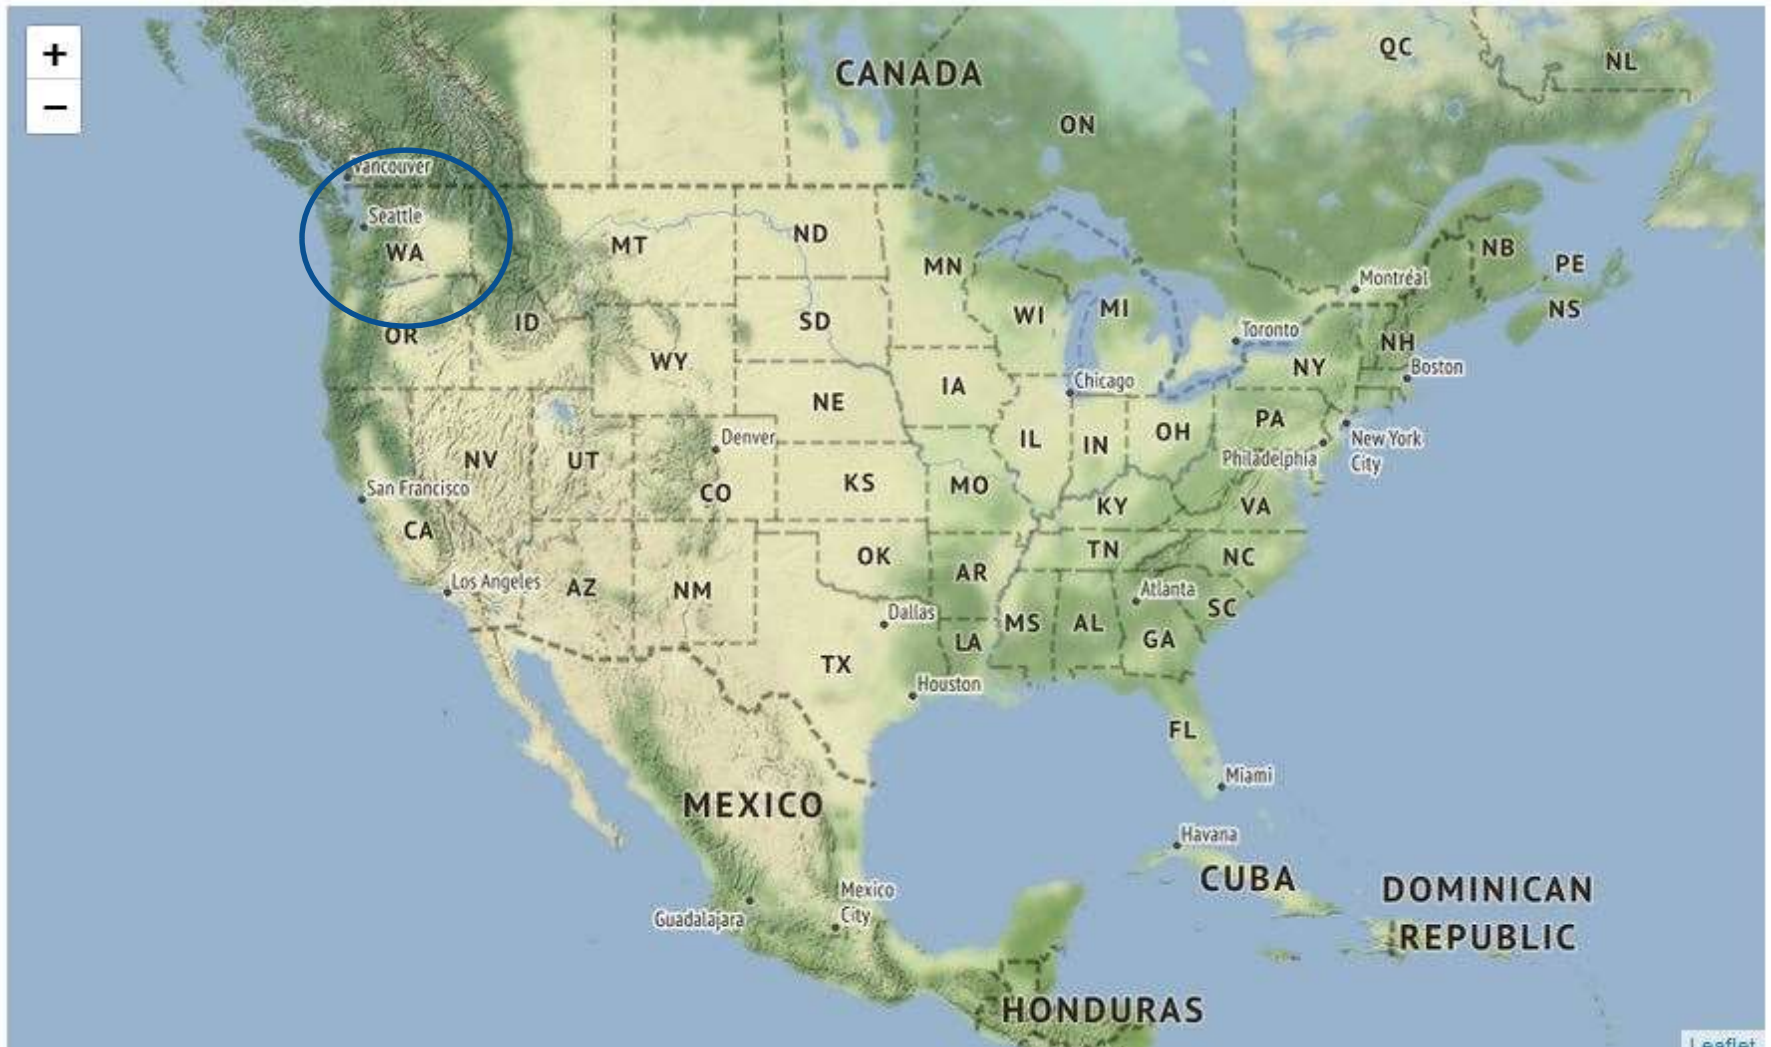 +
−
CANADA
QC
NL
ON
Vancouver
Seattle
WA
MT
ND
MN
NB
PE
Montréal
NS
OR
ID
SD
WI
MI
Toronto
NH
WY
NY
Boston
IA
Chicago
NE
PA
OH
IL
IN
New York
City
Philadelphia
Denver
NV
UT
CO
KS
MO
KY
VA
San Francisco
CA
OK
TN
NC
AR
Los Angeles
AZ
NM
Atlanta
SC
Dallas
MS
AL
GA
LA
TX
Houston
FL
Miami
MEXICO
Havana
CUBA
DOMINICAN
REPUBLIC
Mexico
City
Guadalajara
HONDURAS
Leaflet